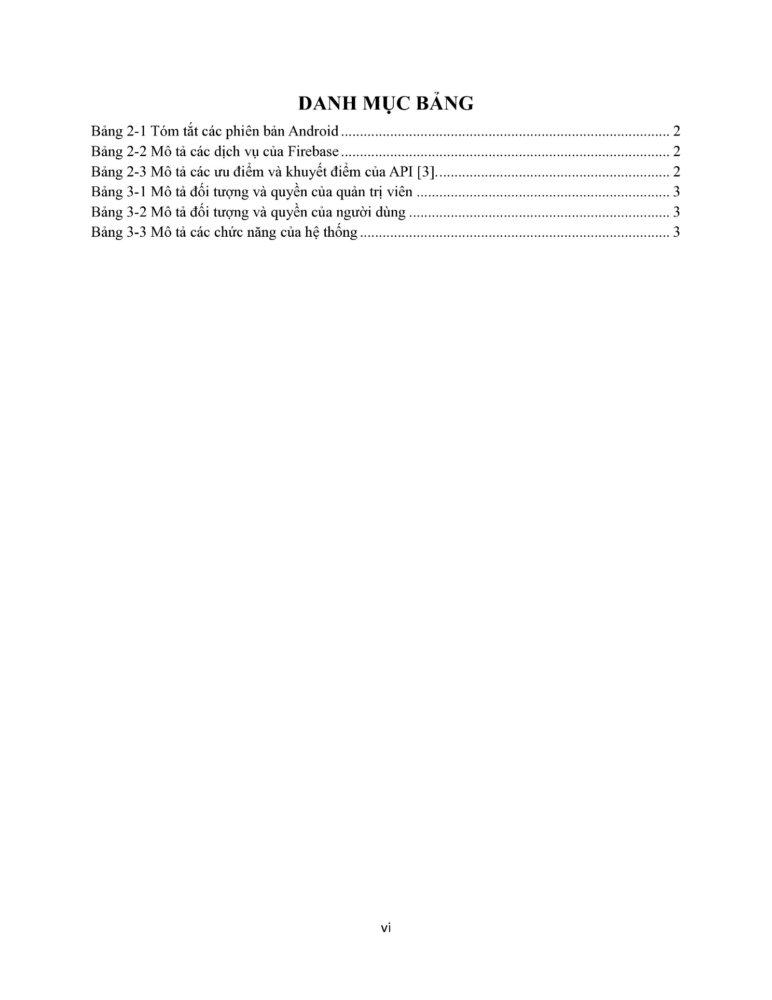 DANH MỤC BẢNG
Bảng 2-1 Tóm tắt các phiên bản Android........................................................................................ 2
Bảng 2-2 Mô tả các dịch vụ của Firebase........................................................................................ 2
Bảng 2-3 Mô tả các ưu điểm và khuyết điểm của API [3].............................................................. 2
Bảng 3-1 Mô tả đối tượng và quyền của quản trị viên ................................................................... 3
Bảng 3-2 Mô tả đối tượng và quyền của người dùng ..................................................................... 3
Bảng 3-3 Mô tả các chức năng của hệ thống.................................................................................. 3
vi